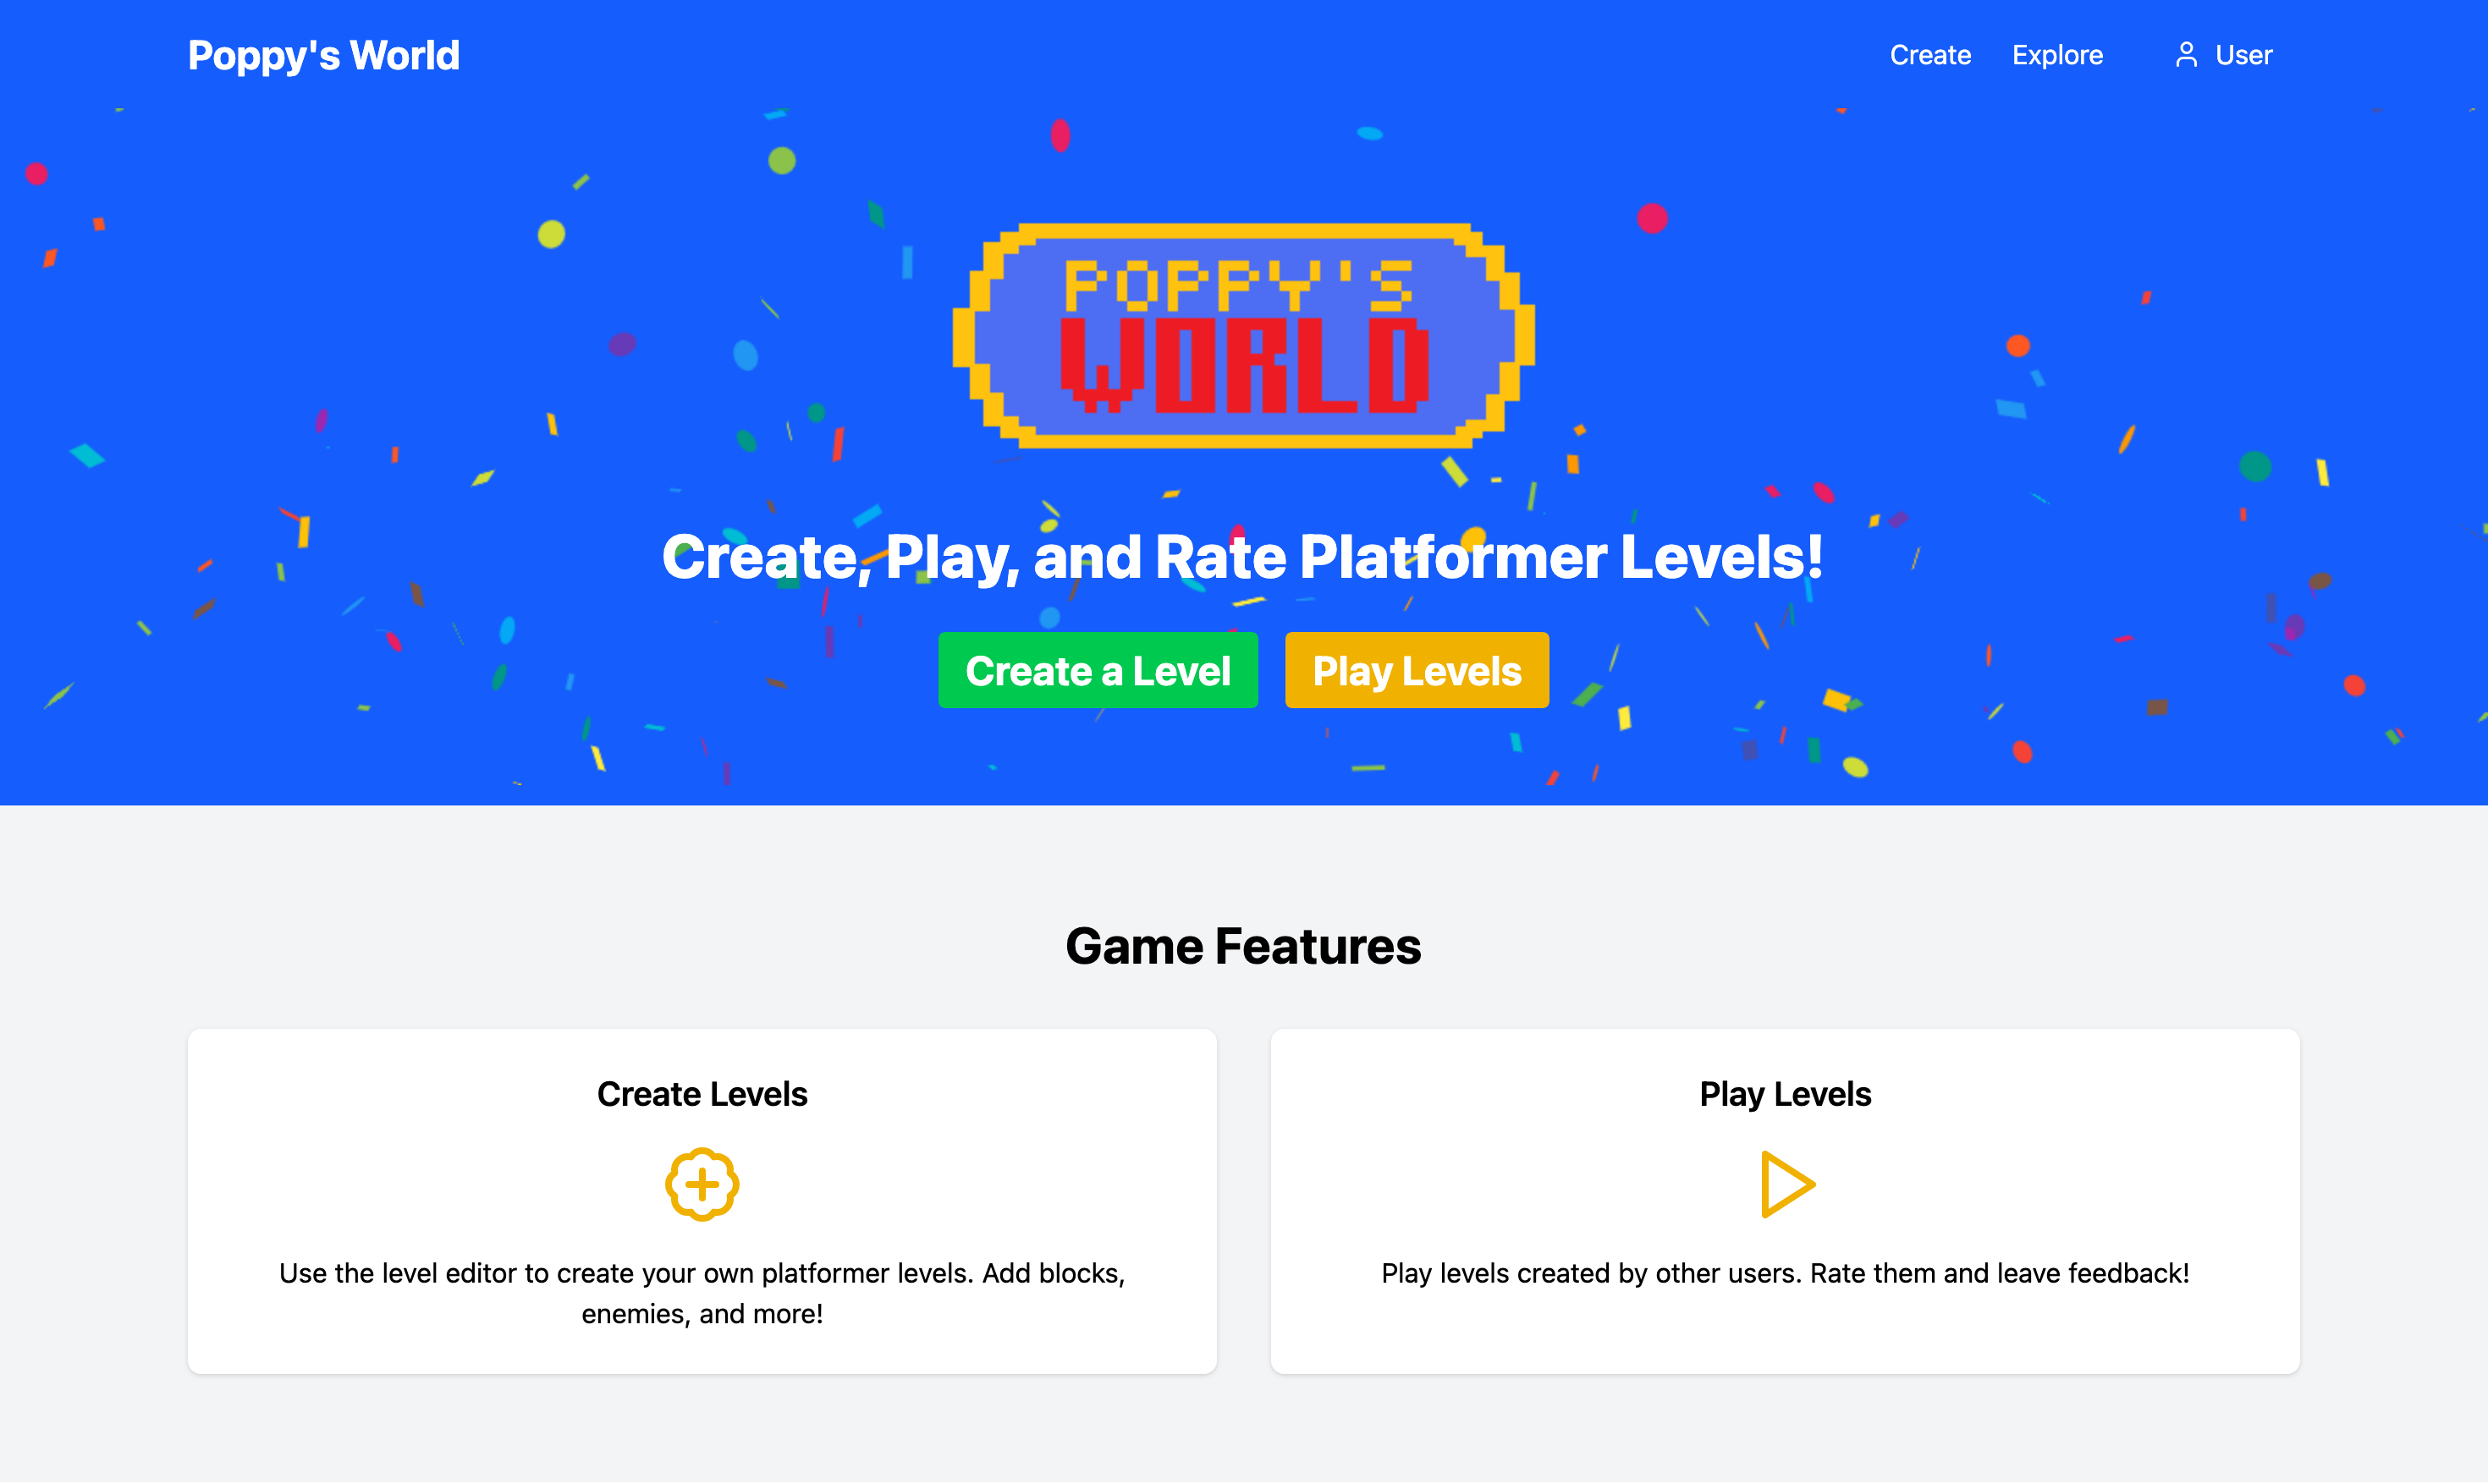 Poppy's World
Create
Explore
User
POPPY'S
WORLD
Create, Play, and Rate Platformer Levels!
Create a Level
Play Levels
Game Features
Create Levels
Use the level editor to create your own platformer levels. Add blocks,
enemies, and more!
Play Levels
Play levels created by other users. Rate them and leave feedback!